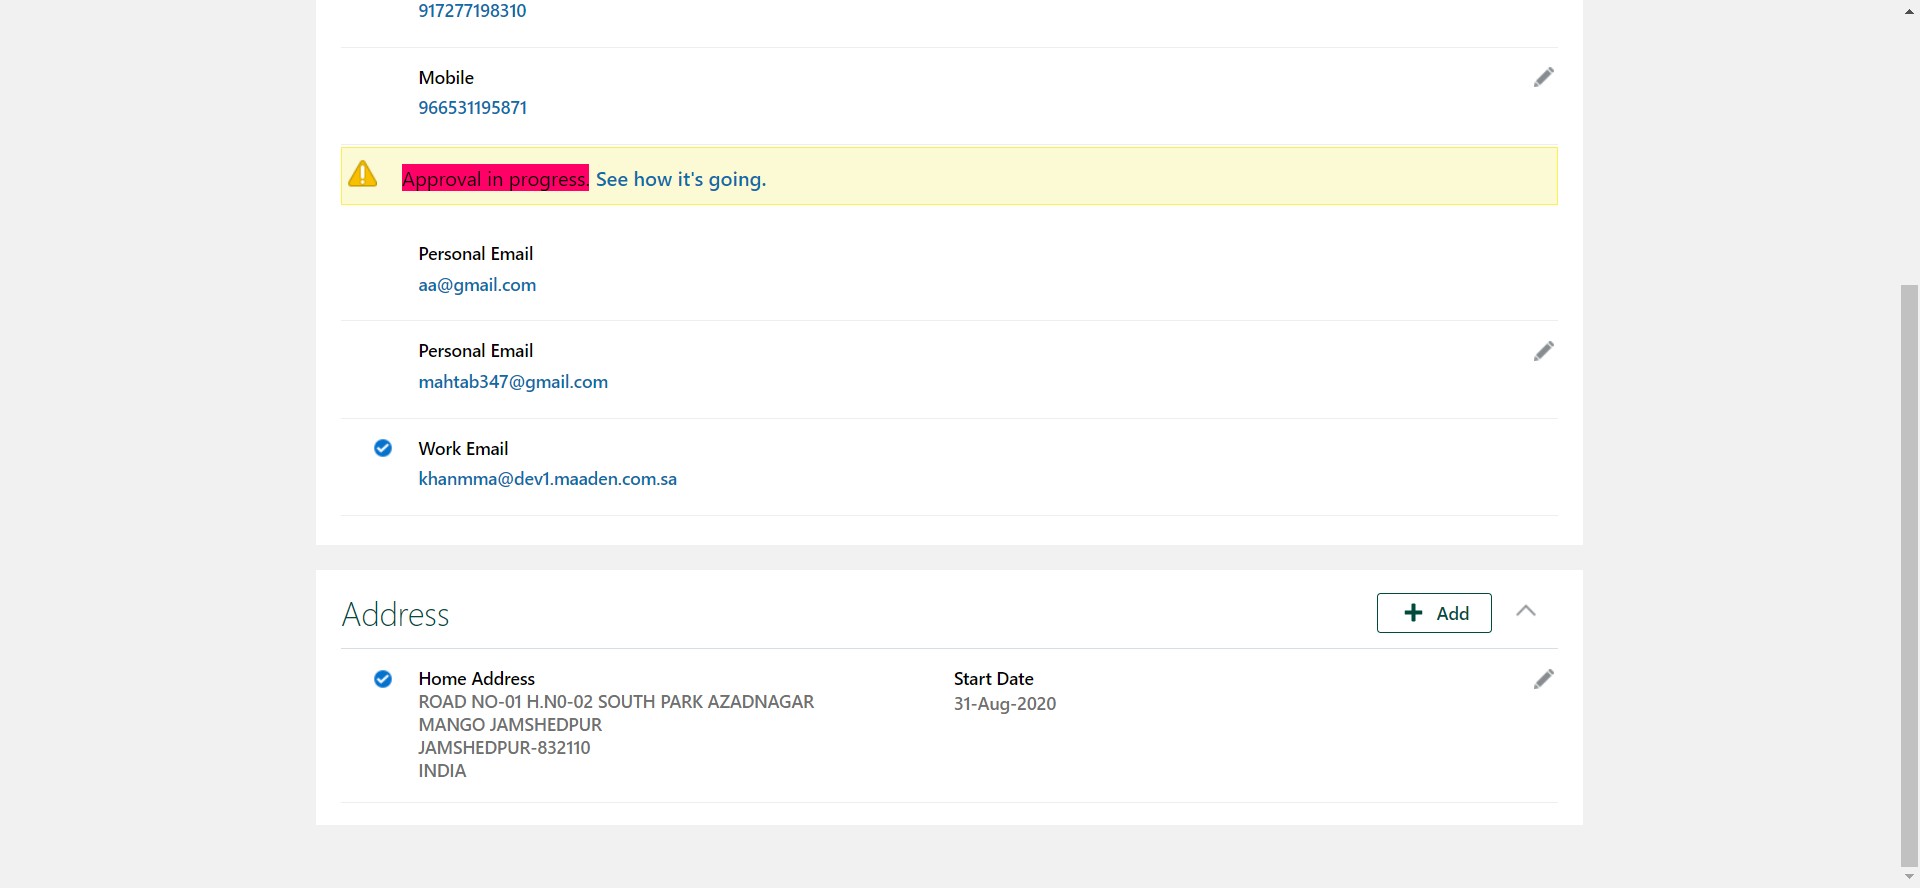 917277198310
Mobile
966531195871
Approval in progress. See how it's going.
Personal Email
aa@gmail.com
Personal Email
mahtab347@gmail.com
Work Email
khanmma@dev1.maaden.com.sa
Address
Add
Home Address
ROAD NO-01 H.N0-02 SOUTH PARK AZADNAGAR
MANGO JAMSHEDPUR
JAMSHEDPUR-832110
INDIA
Start Date
31-Aug-2020